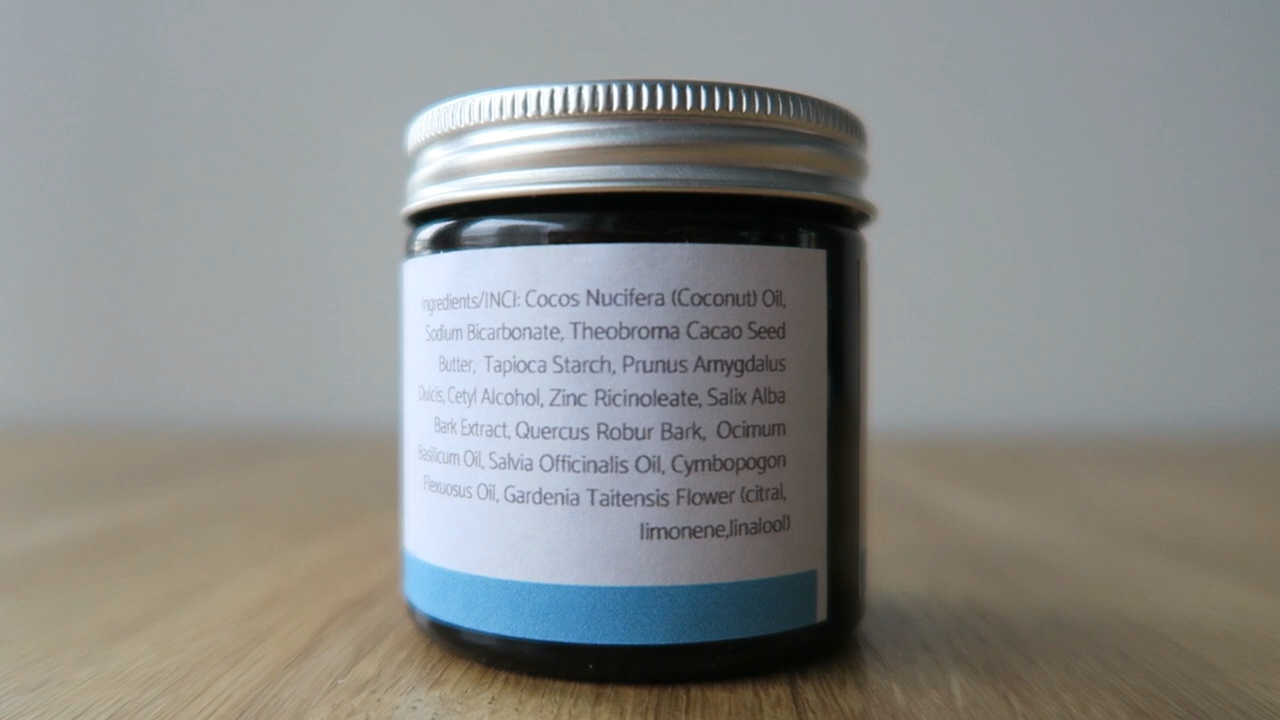 Ingredients/INCI: Cocos Nucifera (Coconut) Oil,
Sodium Bicarbonate, Theobroma Cacao Seed
Butter, Tapioca Starch, Prunus Amygdalus
Dulcis, Cetyl Alcohol, Zinc Ricinoleate, Salix Alba
Bark Extract, Quercus Robur Bark, Ocimum
Basilicum Oil, Salvia Officinalis Oil, Cymbopogon
Flexuosus Oil, Gardenia Taitensis Flower (citral,
limonene,linalool)